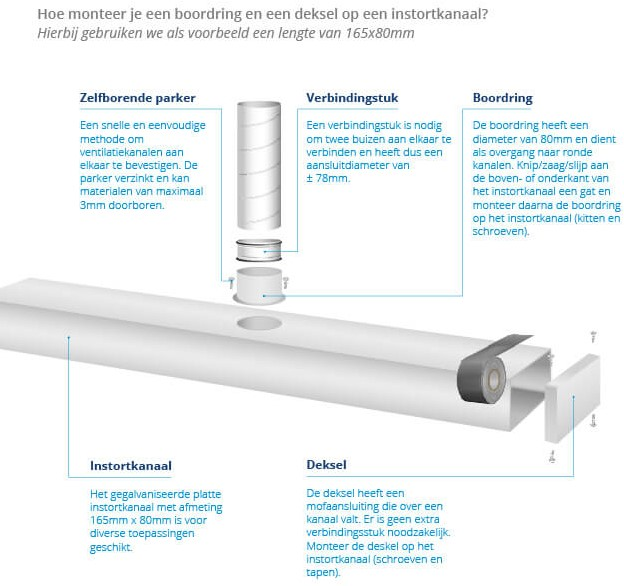 Hoe monteer je een boordring en een deksel op een instortkanaal?
Hierbij gebruiken we als voorbeeld een lengte van 165x80mm
Zelfborende parker
Een snelle en eenvoudige
methode om
ventilatiekanalen aan
elkaar te bevestigen. De
parker verzinkt en kan
materialen van maximaal
3mm doorboren.
Verbindingstuk
Een verbindingstuk is nodig
om twee buizen aan elkaar te
verbinden en heeft dus een
aansluitdiameter van
± 78mm.
Boordring
De boordring heeft een
diameter van 80mm en dient
als overgang naar ronde
kanalen. Knip/zaag/slijp aan
de boven- of onderkant van
het instortkanaal een gat en
monteer daarna de boordring
op het instortkanaal (kitten en
schroeven).
Instortkanaal
Het gegalvaniseerde platte
instortkanaal met afmeting
165mm x 80mm is voor
diverse toepassingen
geschikt.
Deksel
De deksel heeft een
mofaansluiting die over een
kanaal valt. Er is geen extra
verbindingsstuk noodzakelijk.
Monteer de deskel op het
instortkanaal (schroeven en
tapen).